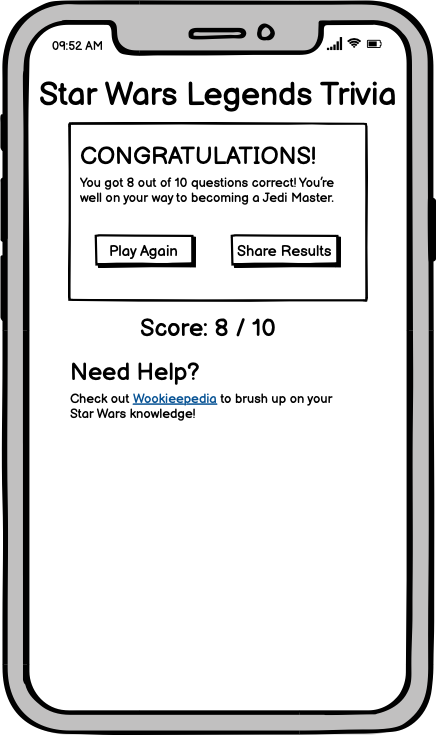 09:52 AM
Star Wars Legends Trivia
CONGRATULATIONS!
You got 8 out of 10 questions correct! You're
well on your way to becoming a Jedi Master.
Play Again
Share Results
Score: 8 / 10
Need Help?
Check out Wookieepedia to brush up on your
Star Wars knowledge!